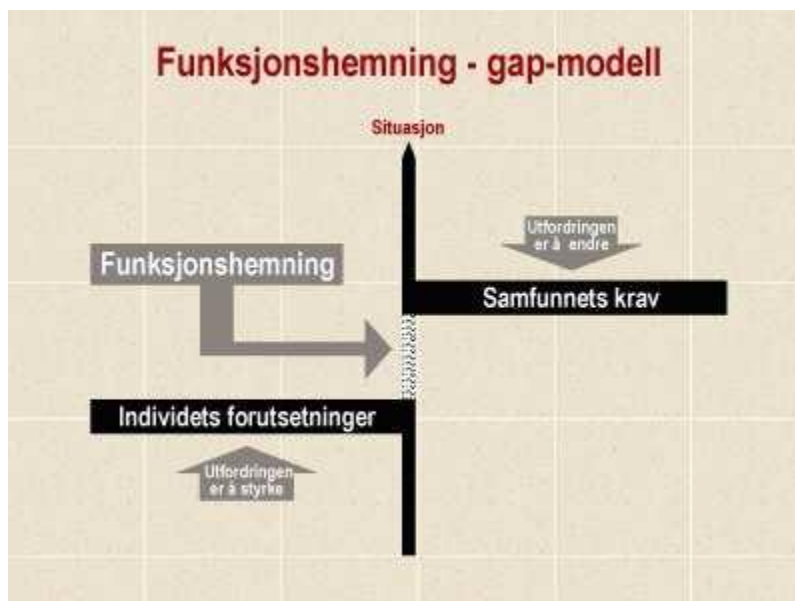 Funksjonshemning - gap-modell
Situasjon
Utfordringen
er å endre
Funksjonshemning
Samfunnets krav
Individets forutsetninger
Utfordringen
er å styrke